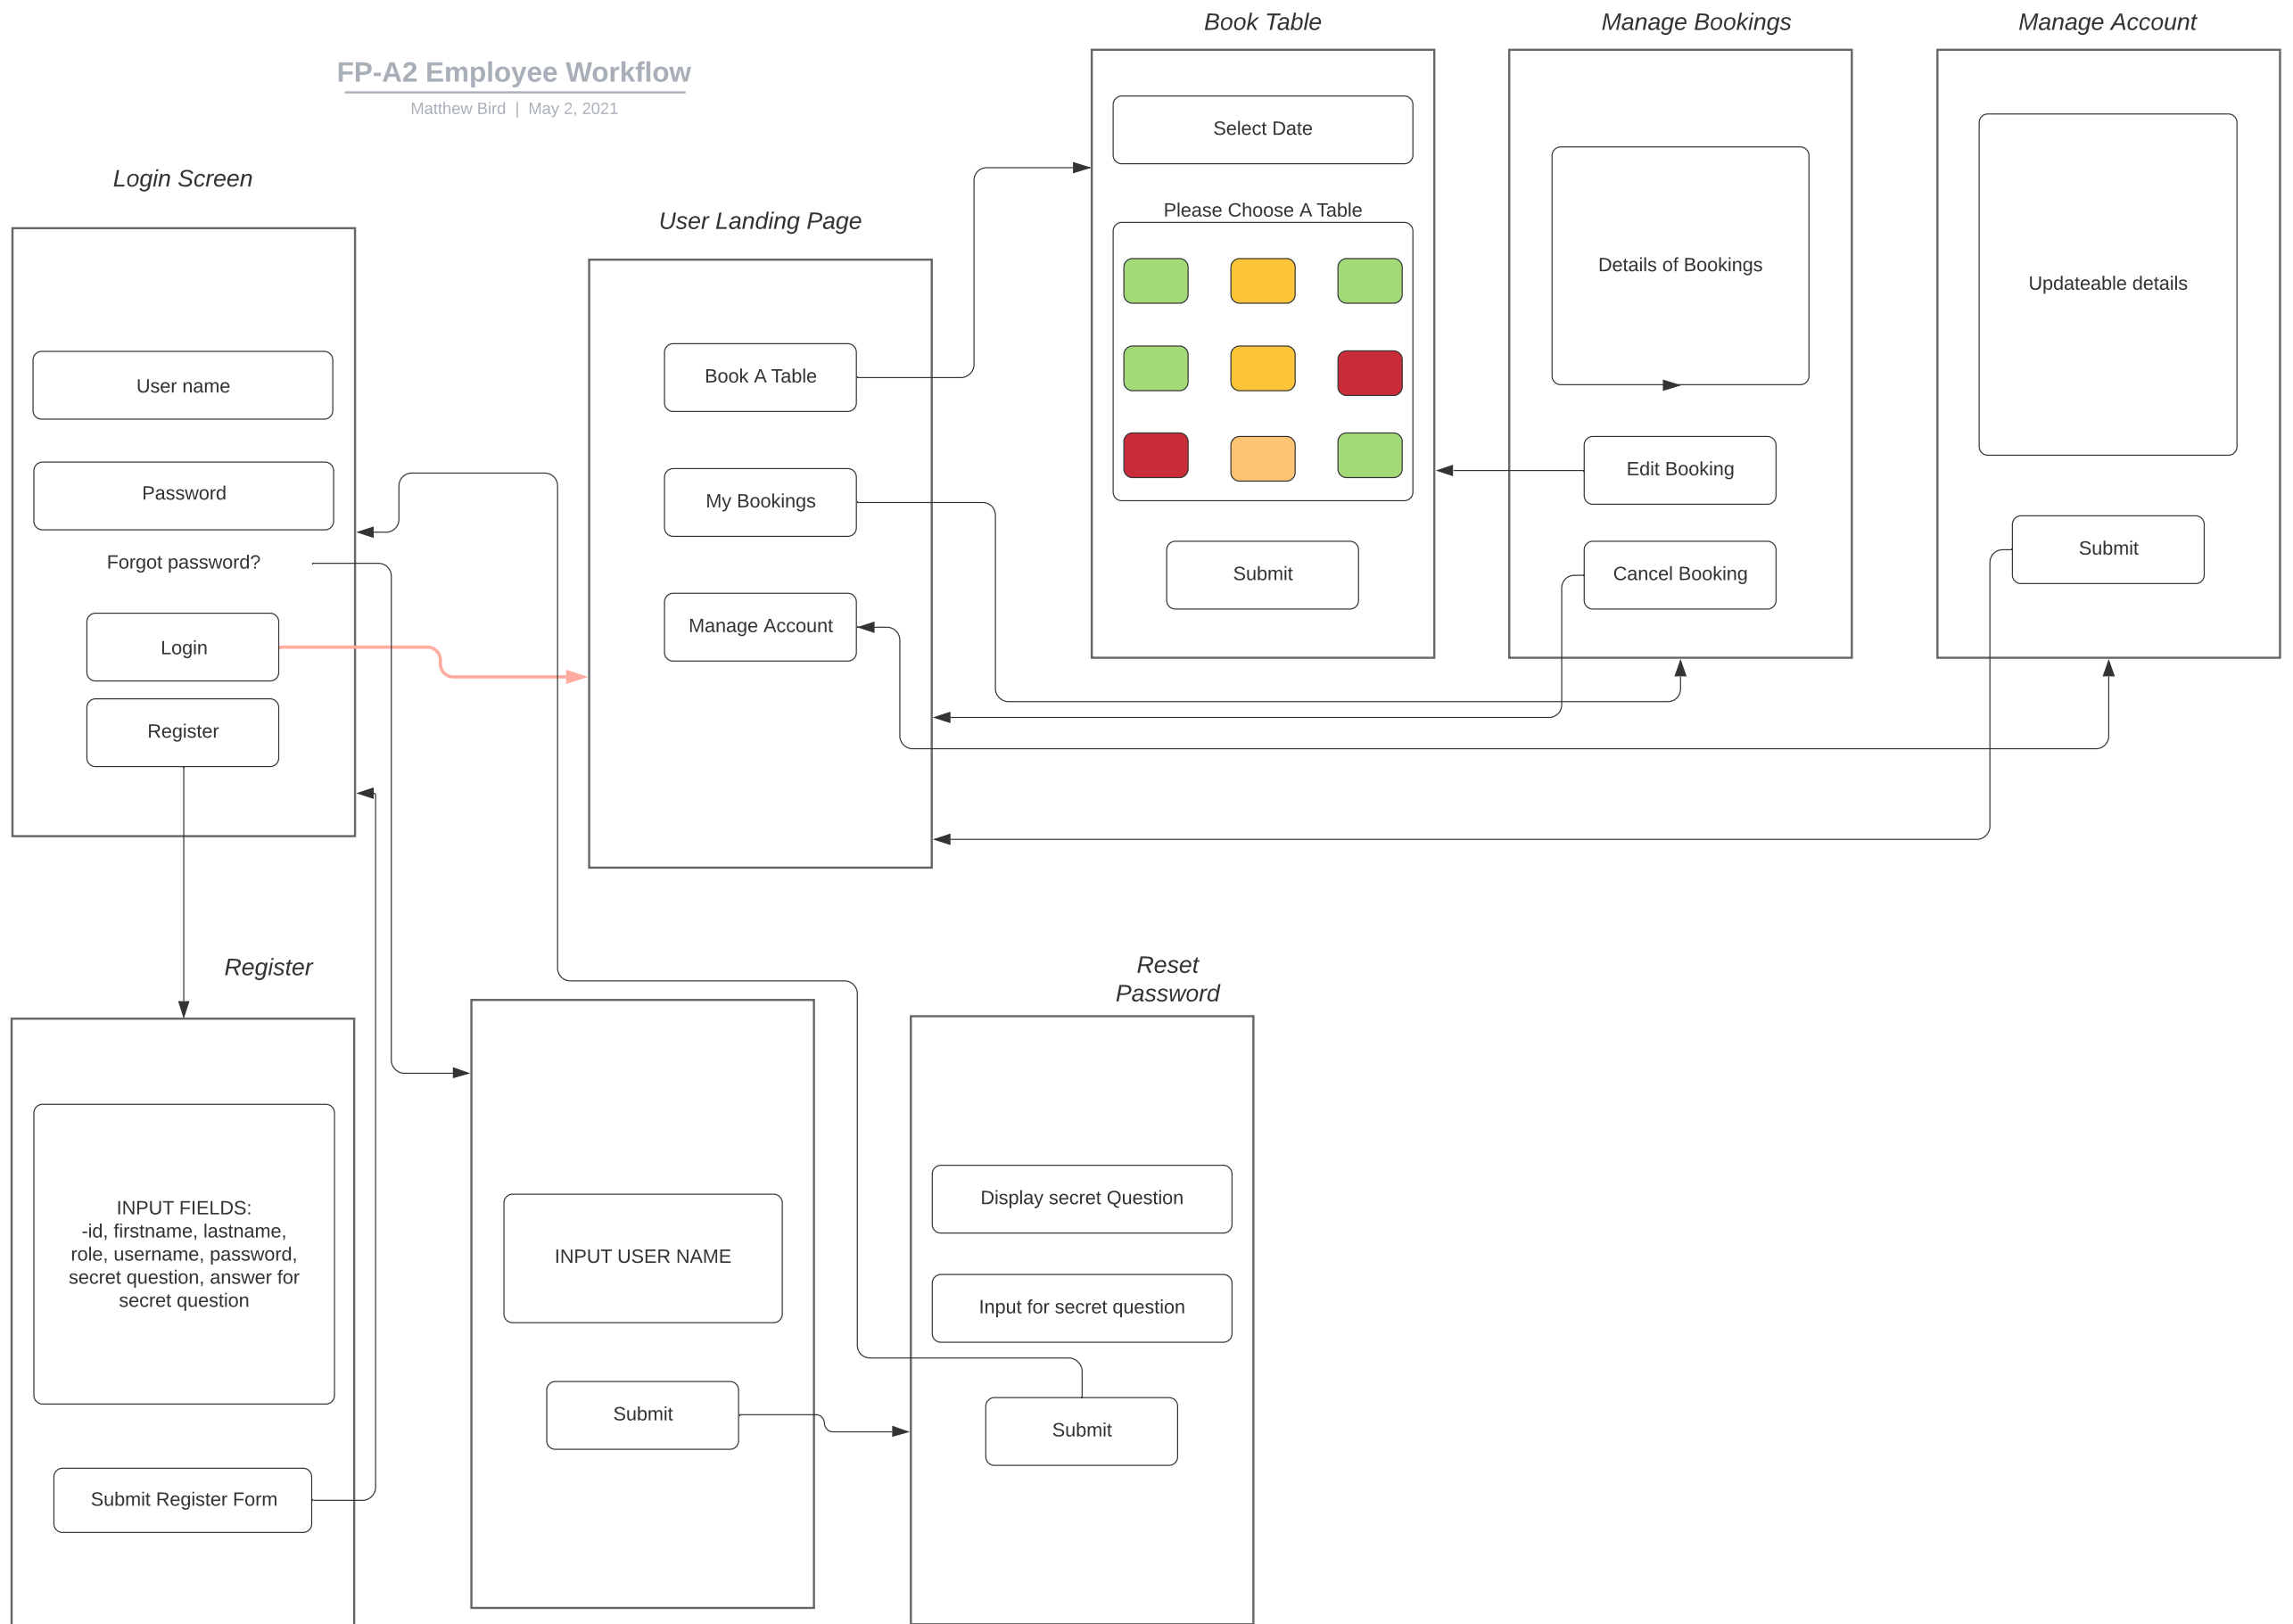 FP-A2 Employee Workflow
Matthew Bird | May 2, 2021
Login Screen
User name
Password
Forgot password?
Login
Register
User Landing Page
Book A Table
My Bookings
Manage Account
Book Table
Select Date
Please Choose A Table
Submit
Manage Bookings
Details of Bookings
Edit Booking
Cancel Booking
Manage Account
Updateable details
Submit
Register
INPUT FIELDS:
-id, firstname, lastname,
role, username, password,
secret question, answer for
secret question
Submit Register Form
INPUT USER NAME
Submit
Reset
Password
Display secret Question
Input for secret question
Submit